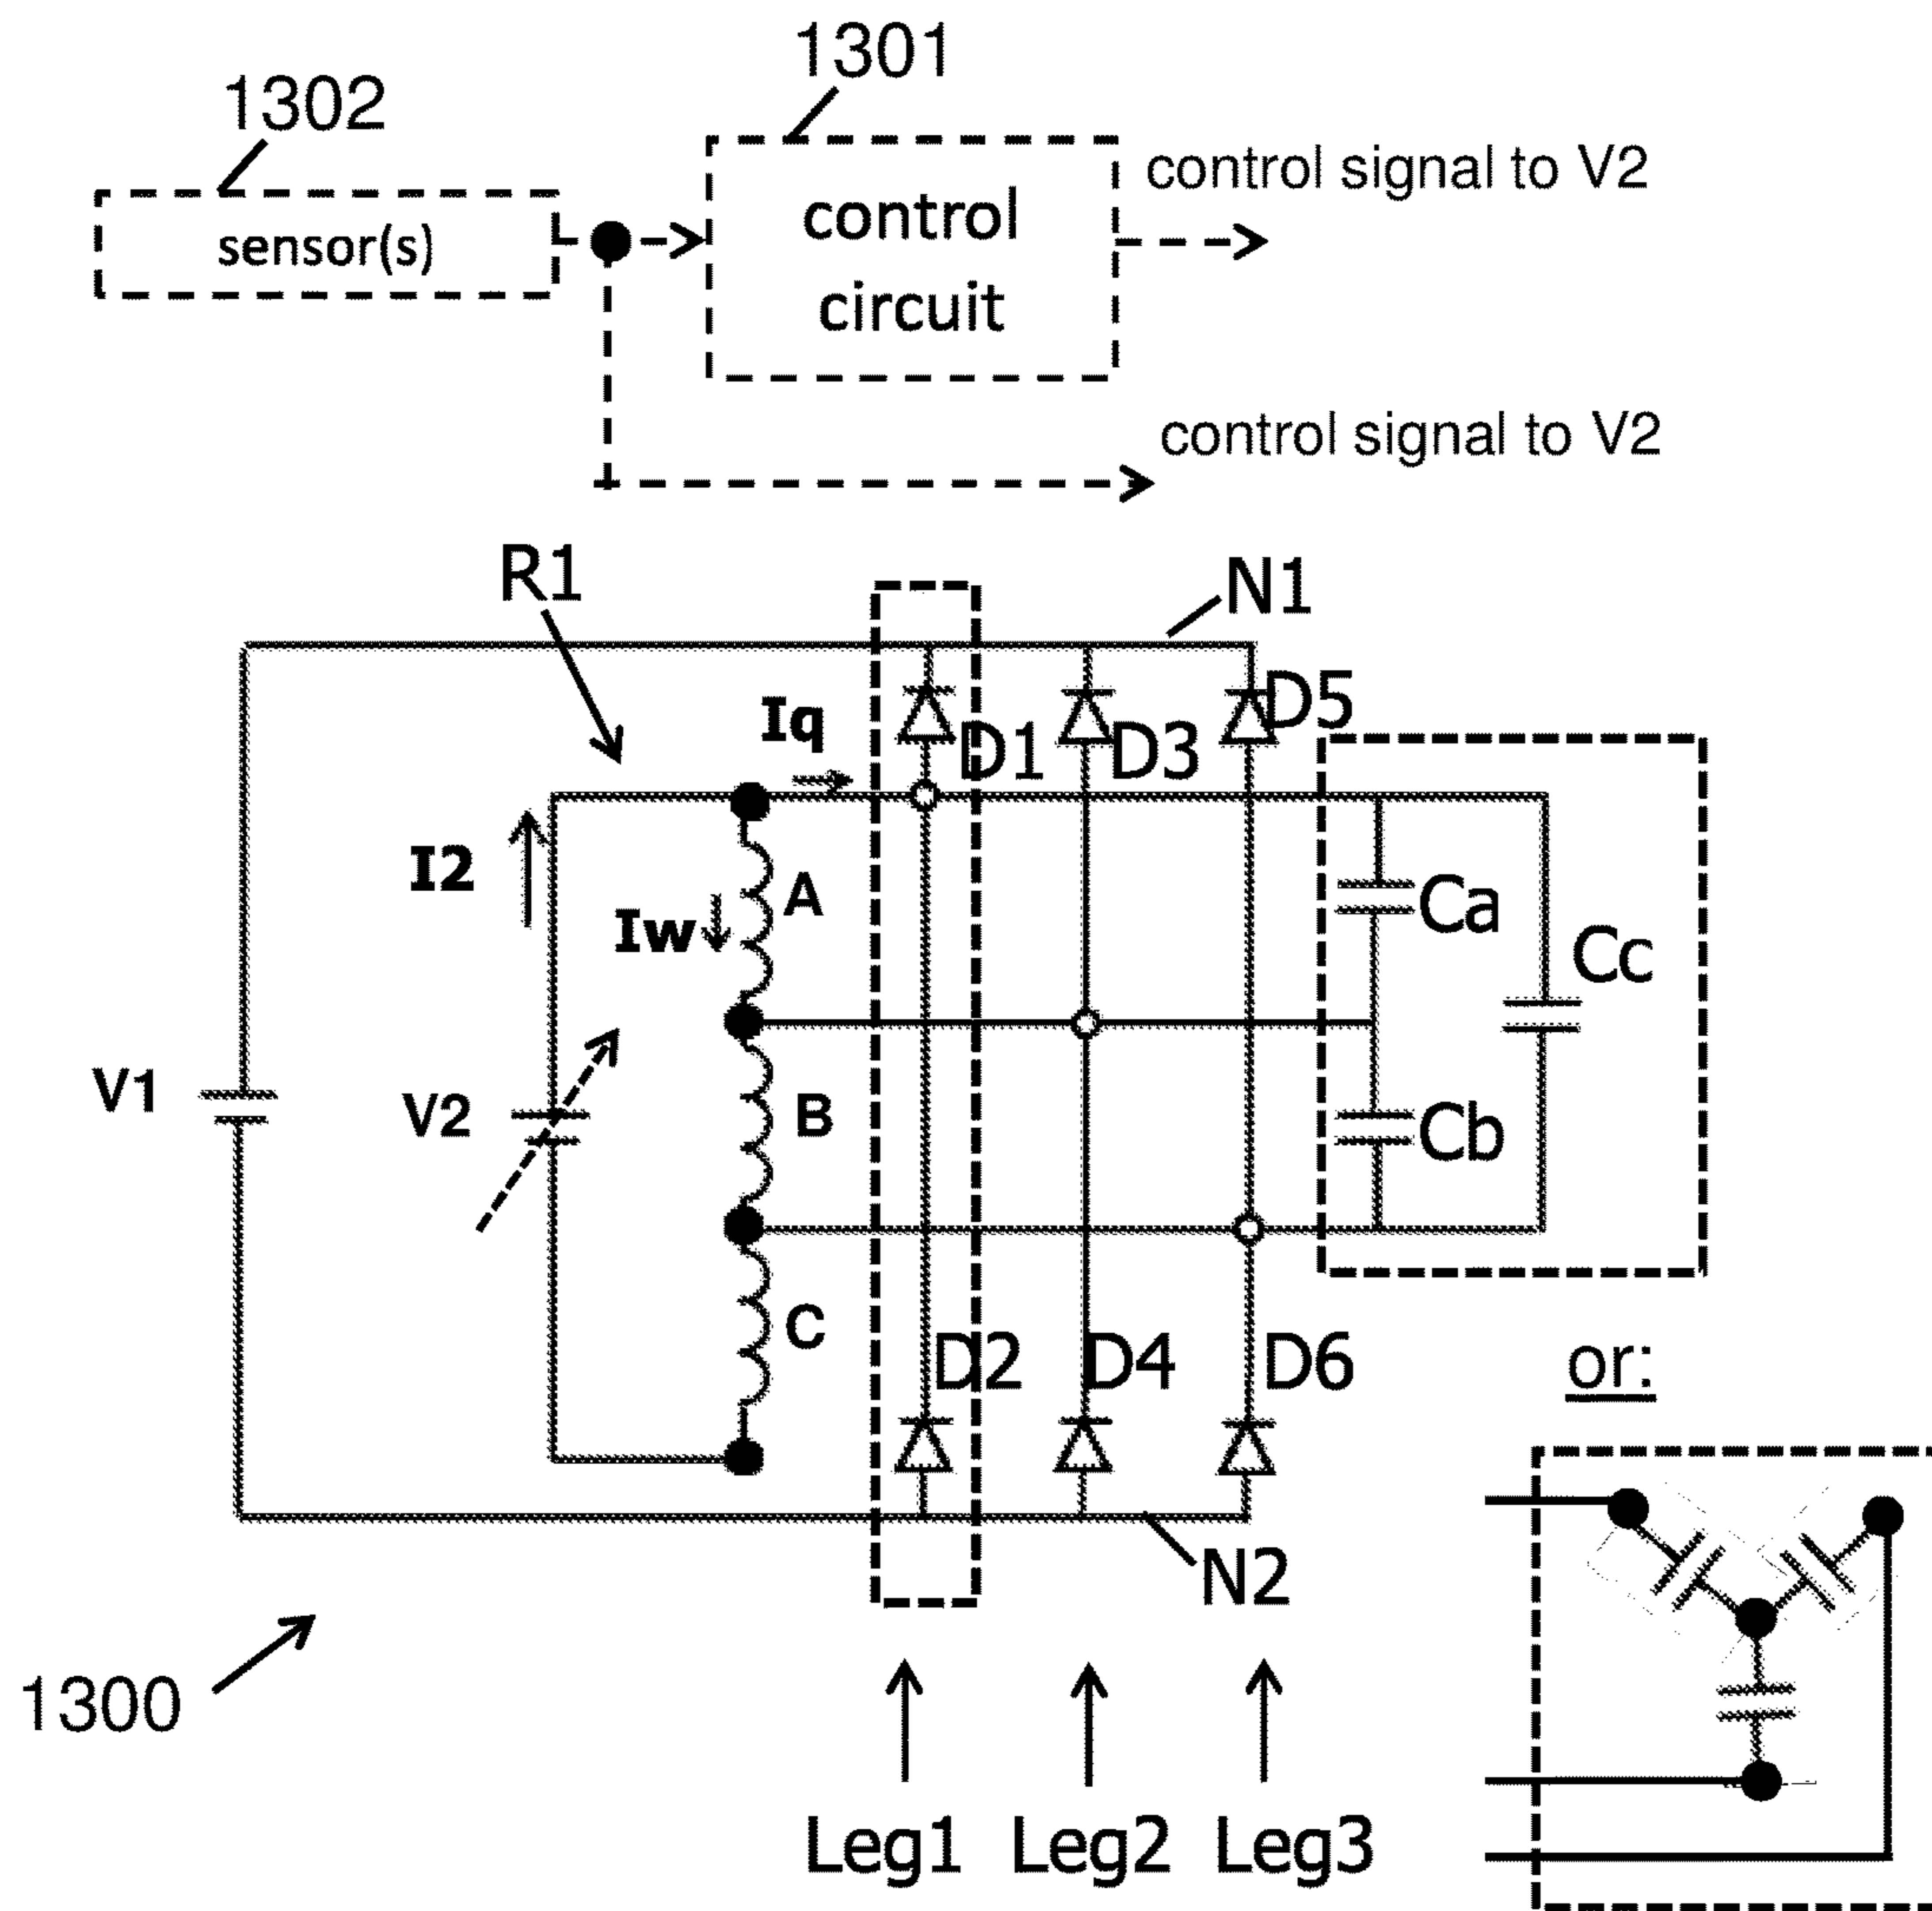 1301
1302
control signal to V2
sensor(s)
control
circuit
control signal to V2
R1
N1
Iq
D1
D3
D5
I2
Iw
A
Ca
Cc
V1
V2
B
Cb
C
D2
D4
D6
or:
N2
1300
Leg1
Leg2
Leg3